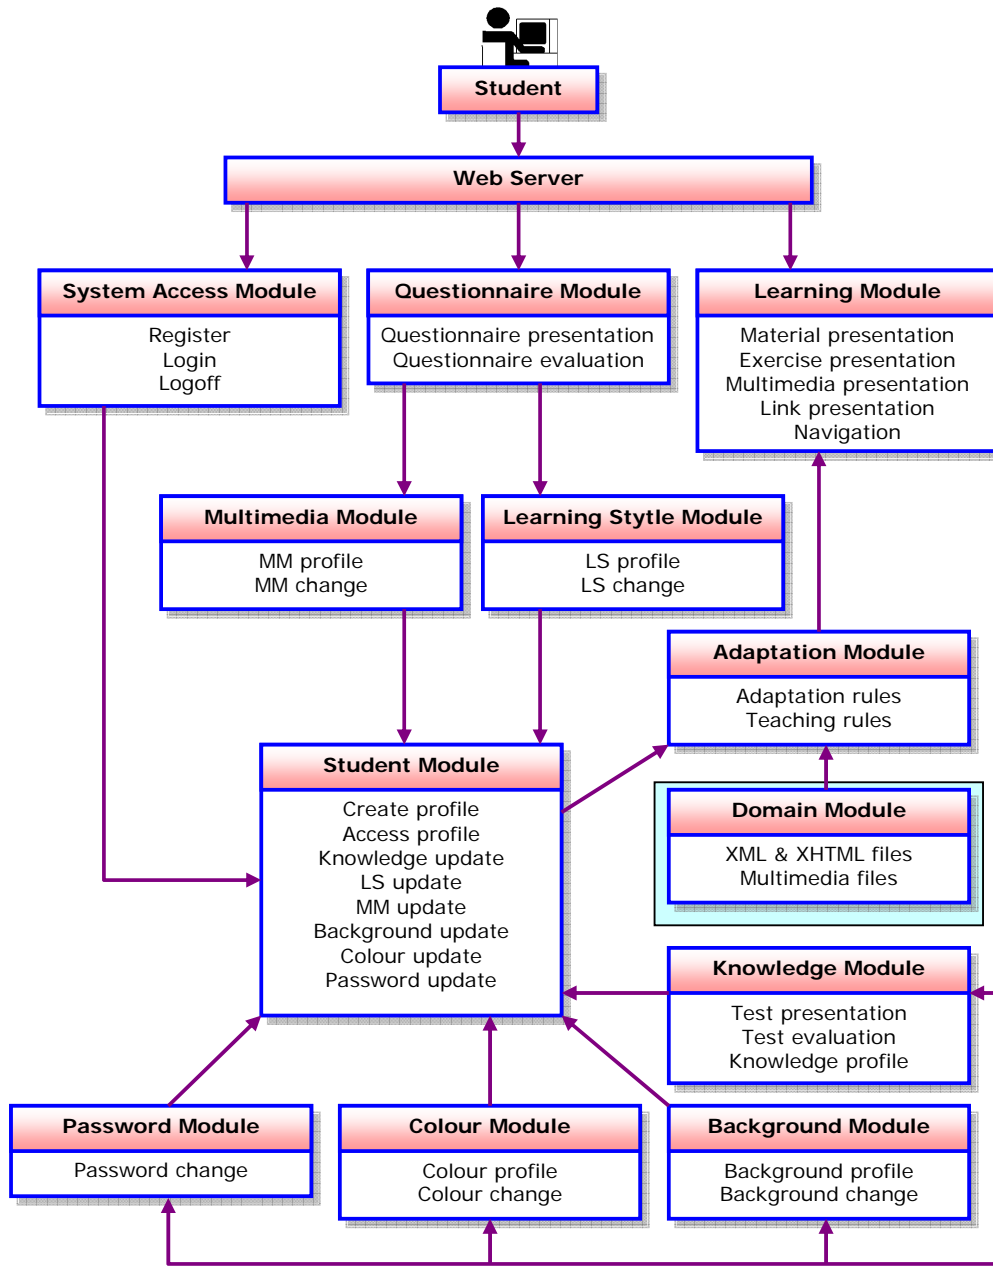 Student
Web Server
System Access Module
Register
Login
Logoff
Questionnaire Module
Questionnaire presentation
Questionnaire evaluation
Learning Module
Material presentation
Exercise presentation
Multimedia presentation
Link presentation
Navigation
Multimedia Module
MM profile
MM change
Learning Stytle Module
LS profile
LS change
Adaptation Module
Adaptation rules
Teaching rules
Student Module
Create profile
Access profile
Knowledge update
LS update
MM update
Background update
Colour update
Password update
Domain Module
XML & XHTML files
Multimedia files
Knowledge Module
Test presentation
Test evaluation
Knowledge profile
Password Module
Password change
Colour Module
Colour profile
Colour change
Background Module
Background profile
Background change